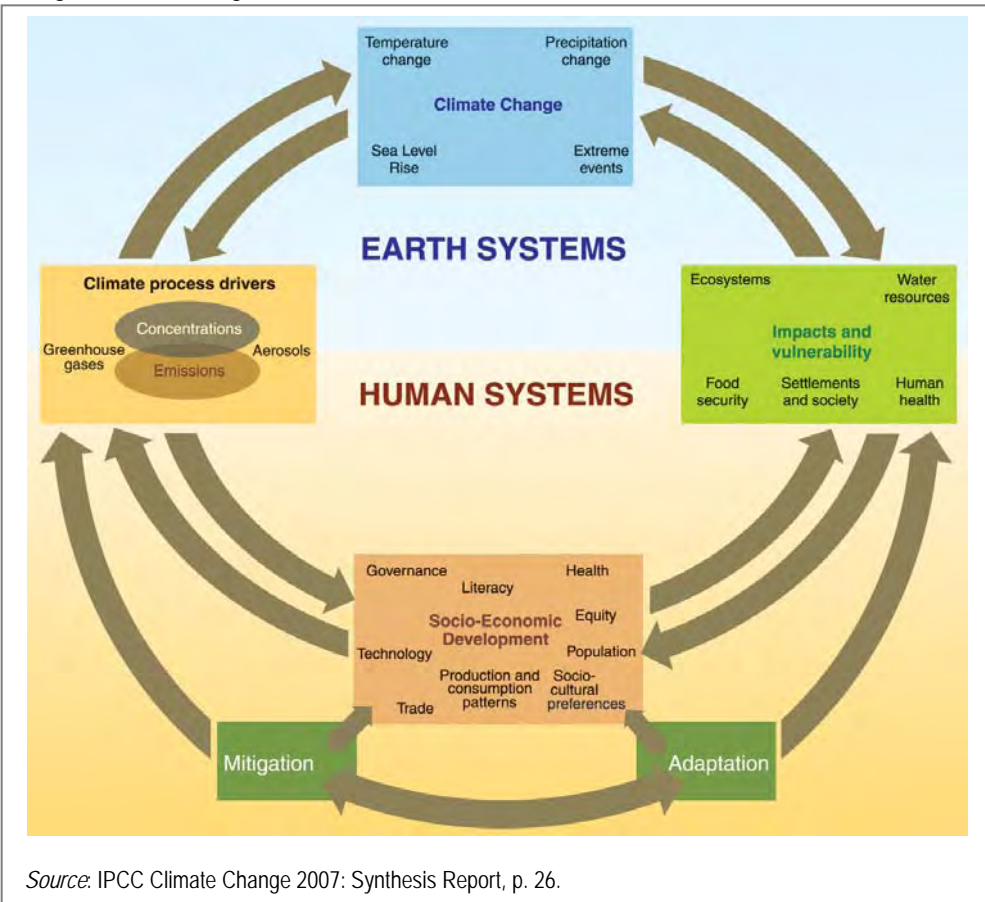 Temperature
change
Precipitation
change
Climate Change
Sea Level
Rise
Extreme
events
EARTH SYSTEMS
Climate process drivers
Concentrations
Greenhouse
gases
Aerosols
Emissions
Ecosystems
Water
resources
Impacts and
vulnerability
Food
security
Settlements
and society
Human
health
HUMAN SYSTEMS
Governance
Literacy
Health
Socio-Economic
Development
Equity
Technology
Population
Production and
consumption
patterns
Socio-
cultural
preferences
Trade
Mitigation
Adaptation
Source: IPCC Climate Change 2007: Synthesis Report, p. 26.